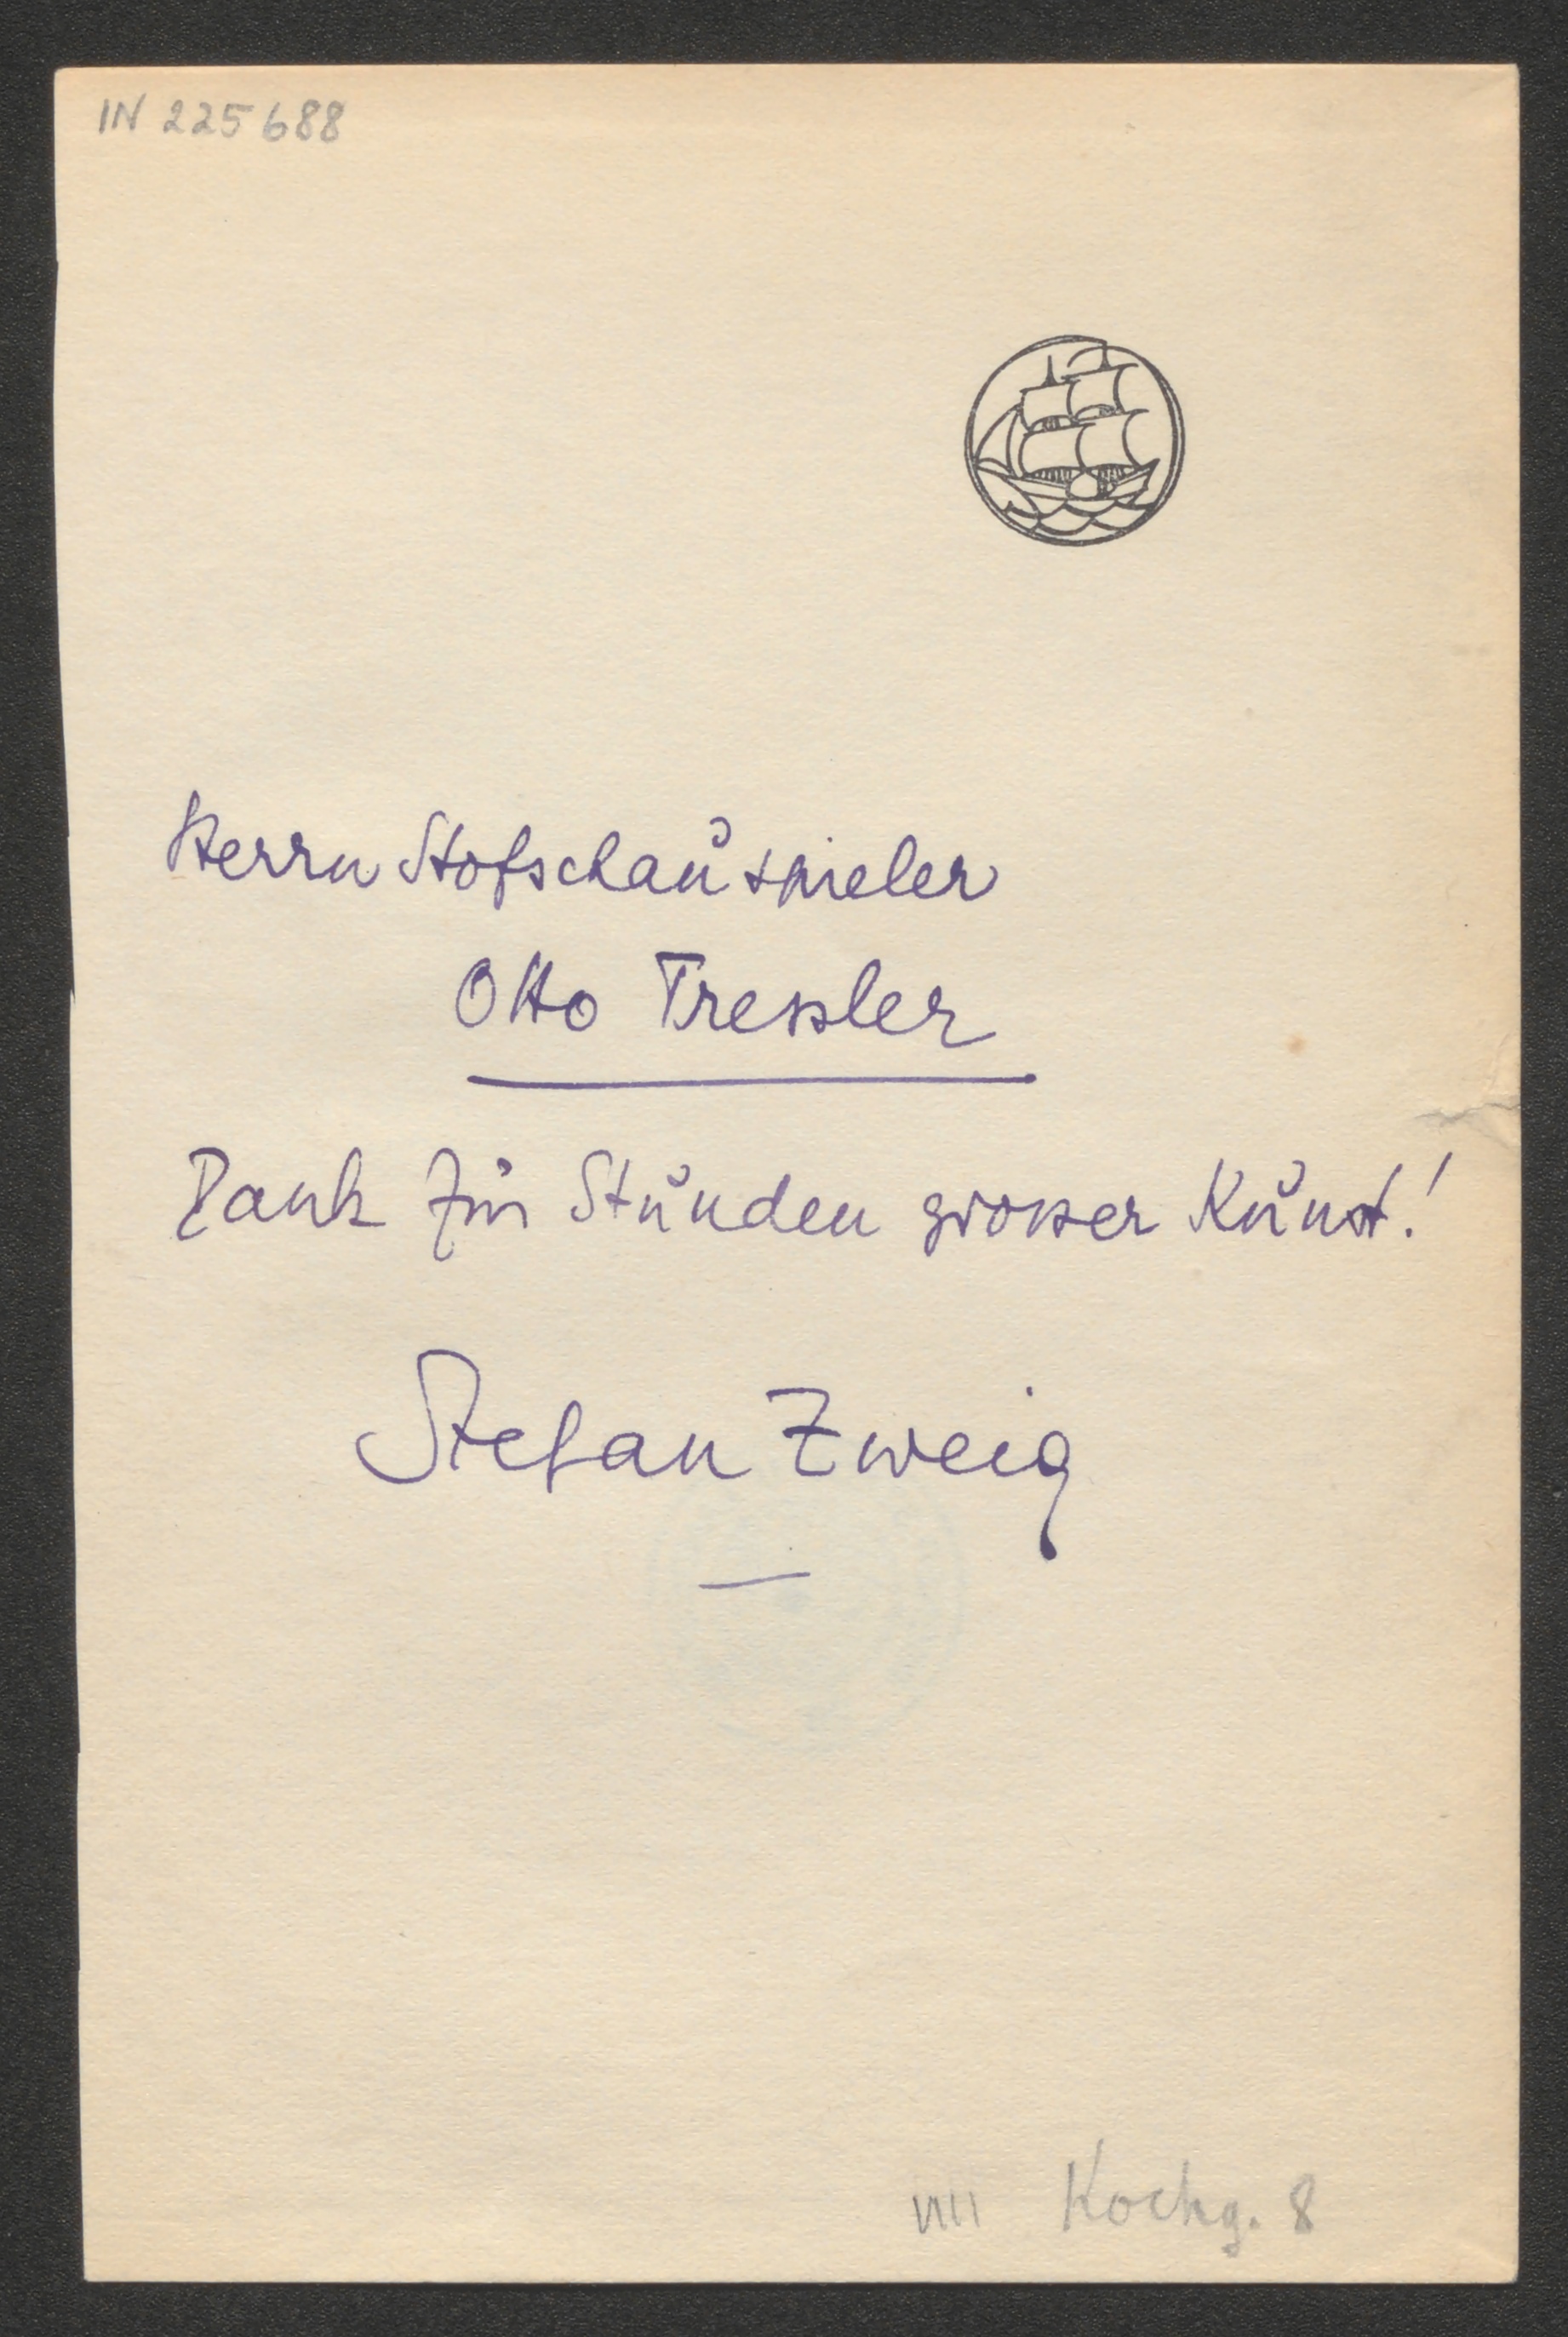 IN 225688
Herrn Hofschauspieler
Otto Tressler
Dank für Stunden grosser Kunst!
Stefan Zweig
VIII Kochg. 8